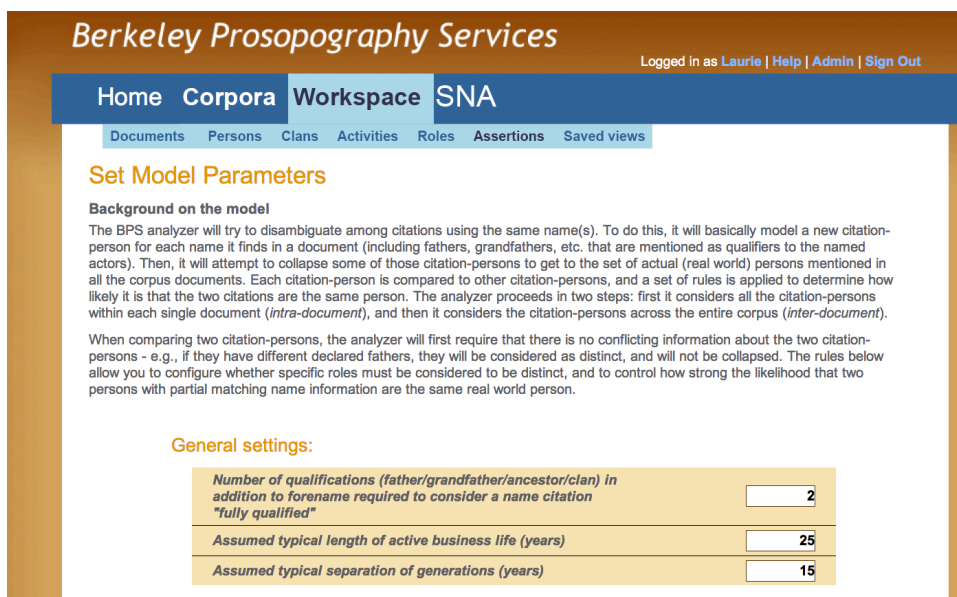 Berkeley Prosopography Services
Logged in as Laurie | Help | Admin | Sign Out
Home Corpora Workspace SNA
Documents Persons Clans Activities Roles Assertions Saved views
Set Model Parameters
Background on the model
The BPS analyzer will try to disambiguate among citations using the same name(s). To do this, it will basically model a new citation-
person for each name it finds in a document (including fathers, grandfathers, etc. that are mentioned as qualifiers to the named
actors). Then, it will attempt to collapse some of those citation-persons to get to the set of actual (real world) persons mentioned in
all the corpus documents. Each citation-person is compared to other citation-persons, and a set of rules is applied to determine how
likely it is that the two citations are the same person. The analyzer proceeds in two steps: first it considers all the citation-persons
within each single document (intra-document), and then it considers the citation-persons across the entire corpus (inter-document).
When comparing two citation-persons, the analyzer will first require that there is no conflicting information about the two citation-
persons - e.g., if they have different declared fathers, they will be considered as distinct, and will not be collapsed. The rules below
allow you to configure whether specific roles must be considered to be distinct, and to control how strong the likelihood that two
persons with partial matching name information are the same real world person.
General settings:
Number of qualifications (father/grandfather/ancestor/clan) in
addition to forename required to consider a name citation
"fully qualified"
2
Assumed typical length of active business life (years)
25
Assumed typical separation of generations (years)
15